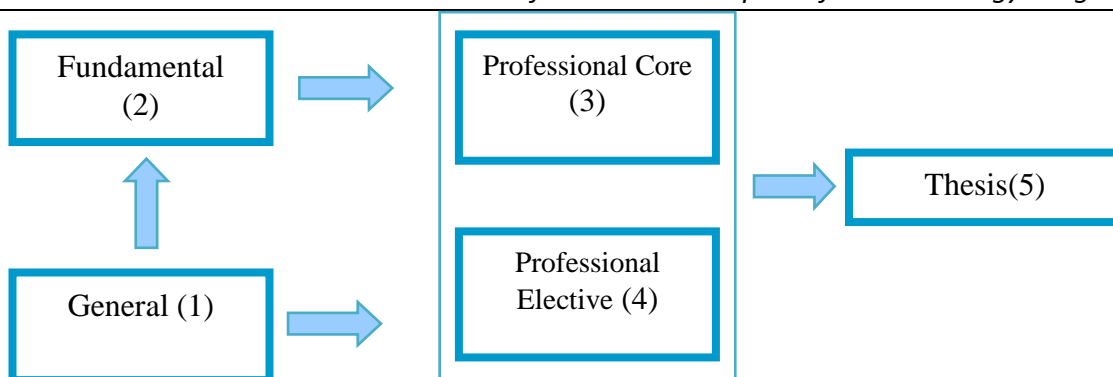 Fundamental
(2)
Professional Core
(3)
Thesis(5)
General (1)
Professional
Elective (4)